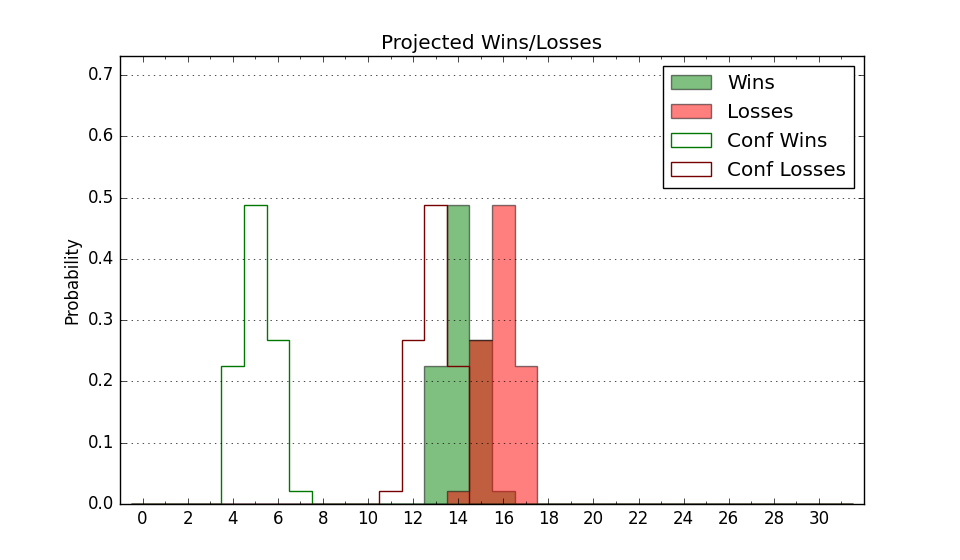 Projected Wins/Losses
Wins
Losses
Conf Wins
Conf Losses
Probability
0.7
0.6
0.5
0.4
0.3
0.2
0.1
0.0
0 2 4 6 8 10 12 14 16 18 20 22 24 26 28 30